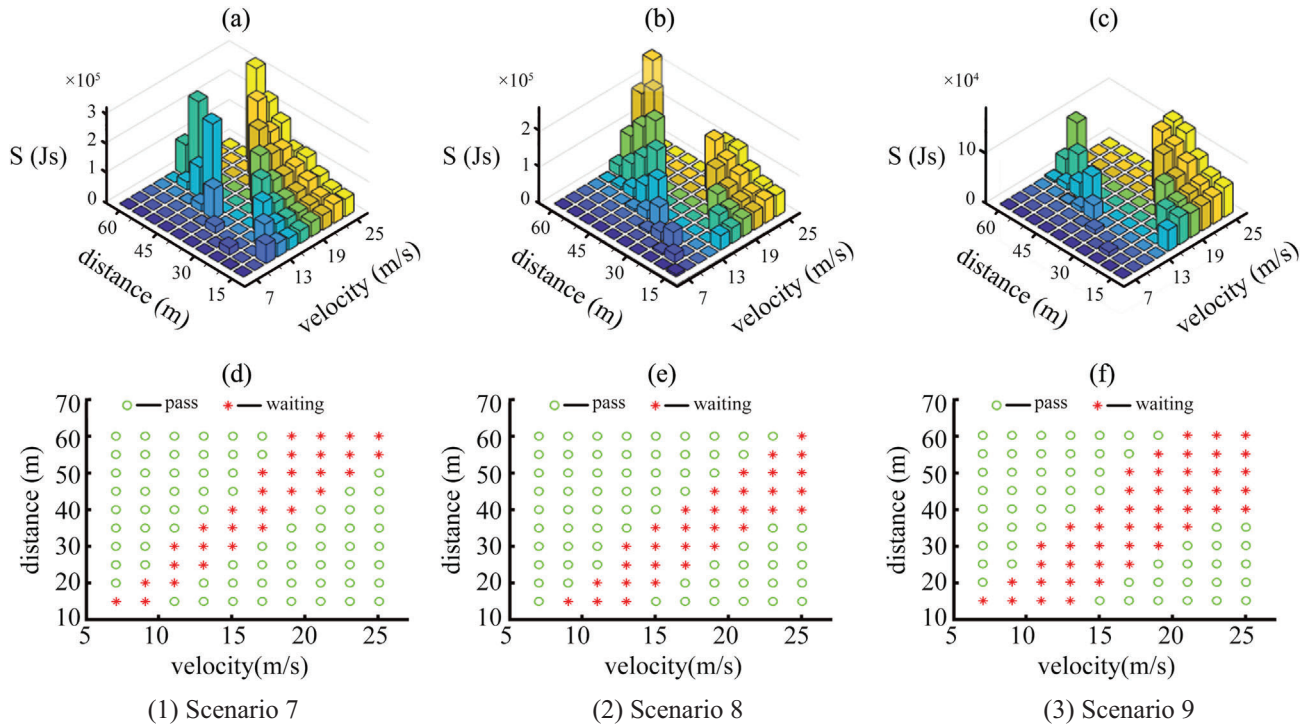 (a) (b) (c)
×10⁵ ×10⁵ ×10⁴
3
2
1
0
S (Js)
60
45
30
15
distance (m)
7
13
19
25
velocity (m/s)
2
1
0
S (Js)
60
45
30
15
distance (m)
7
13
19
25
velocity (m/s)
10
0
S (Js)
60
45
30
15
distance (m)
7
13
19
25
velocity (m/s)
(d) (e) (f)
pass waiting
70
60
50
40
30
20
10
distance (m)
5 10 15 20 25
velocity(m/s)
pass waiting
70
60
50
40
30
20
10
distance (m)
5 10 15 20 25
velocity(m/s)
pass waiting
70
60
50
40
30
20
10
distance (m)
5 10 15 20 25
velocity(m/s)
(1) Scenario 7 (2) Scenario 8 (3) Scenario 9